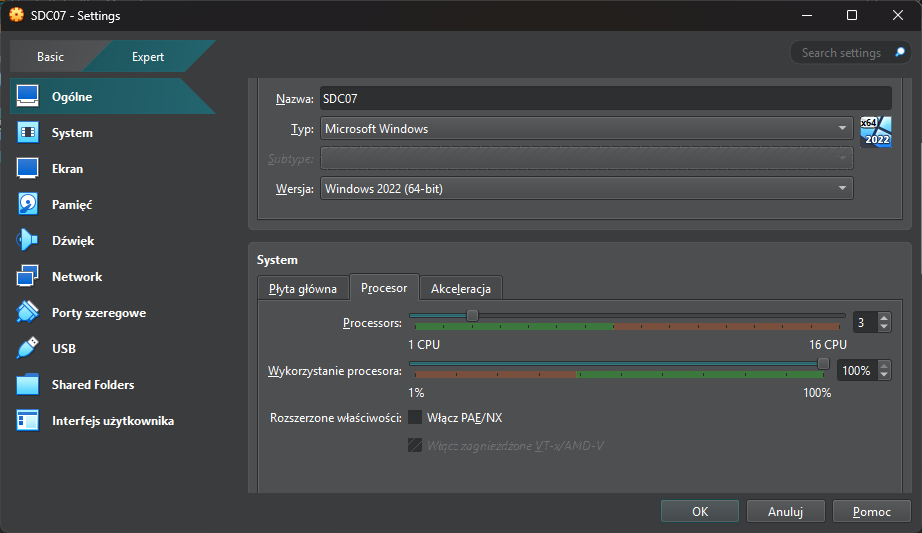 SDC07 - Settings
Basic
Expert
Search settings
Ogólne
System
Ekran
Pamięć
Dźwięk
Network
Porty szeregowe
USB
Shared Folders
Interfejs użytkownika
Nazwa: SDC07
Typ: Microsoft Windows
x64
2022
Subtype:
Wersja: Windows 2022 (64-bit)
System
Płyta główna
Procesor
Akceleracja
Processors: 3
1 CPU 16 CPU
Wykorzystanie procesora: 100%
1% 100%
Rozszerzone właściwości: Włącz PAE/NX
Włącz zagnieżdżone VT-x/AMD-V
OK
Anuluj
Pomoc